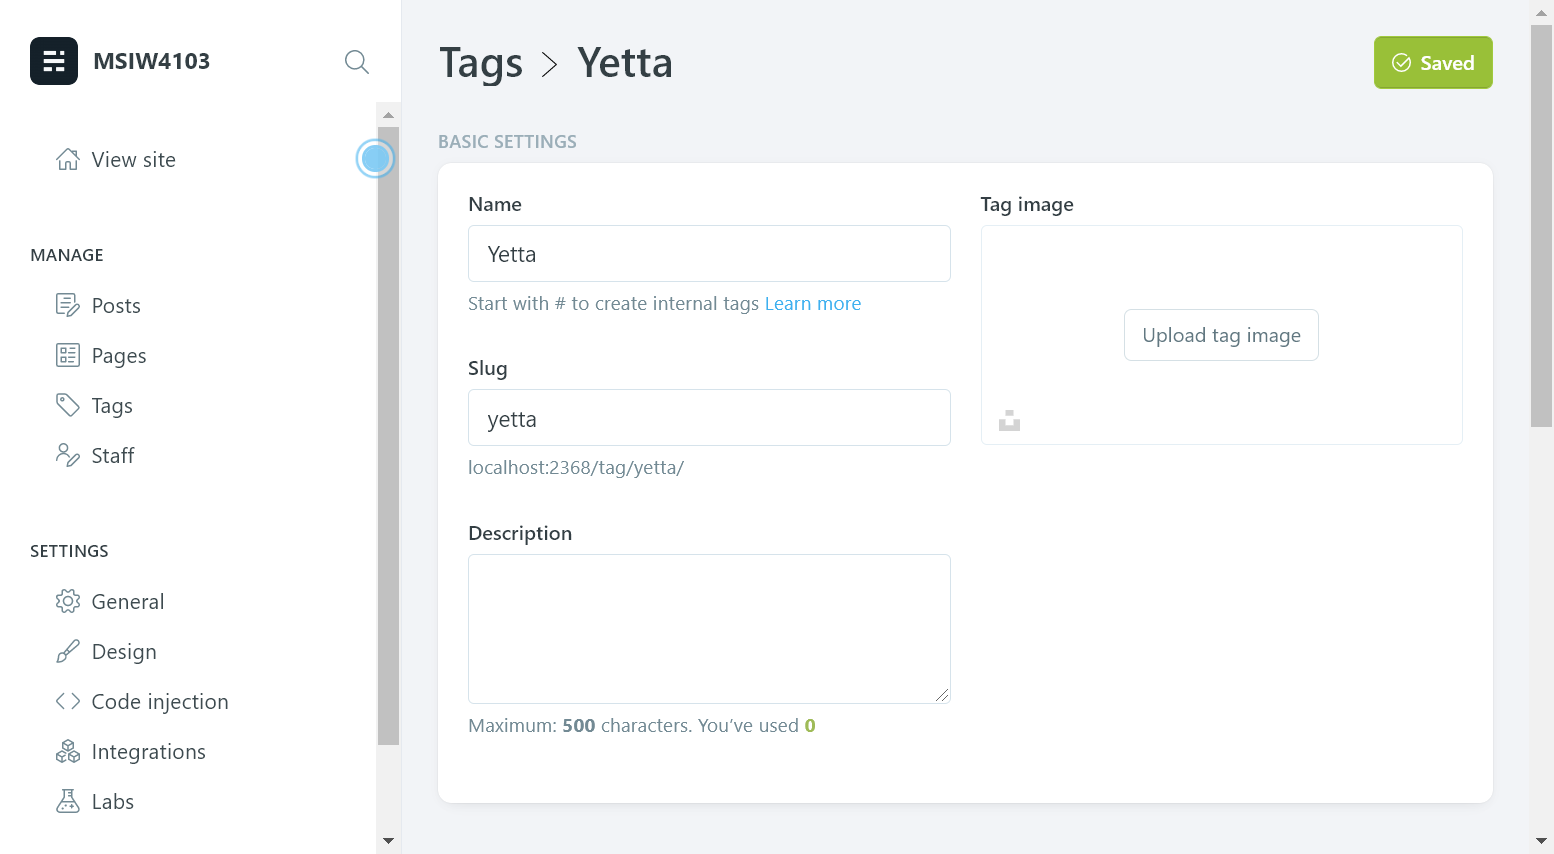 MSIW4103
View site
MANAGE
Posts
Pages
Tags
Staff
SETTINGS
General
Design
Code injection
Integrations
Labs
Tags > Yetta
Saved
BASIC SETTINGS
Name
Yetta
Start with # to create internal tags Learn more
Slug
yetta
localhost:2368/tag/yetta/
Description
Maximum: 500 characters. You’ve used 0
Tag image
Upload tag image